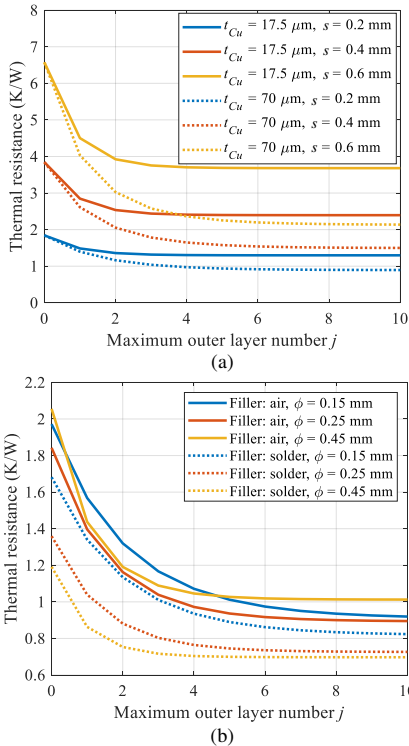 8
7
6
5
4
3
2
1
0
Thermal resistance (K/W)
t_Cu = 17.5 μm, s = 0.2 mm
t_Cu = 17.5 μm, s = 0.4 mm
t_Cu = 17.5 μm, s = 0.6 mm
t_Cu = 70 μm, s = 0.2 mm
t_Cu = 70 μm, s = 0.4 mm
t_Cu = 70 μm, s = 0.6 mm
0 2 4 6 8 10
Maximum outer layer number j
(a)
2.2
2
1.8
1.6
1.4
1.2
1
0.8
0.6
Thermal resistance (K/W)
Filler: air, ϕ = 0.15 mm
Filler: air, ϕ = 0.25 mm
Filler: air, ϕ = 0.45 mm
Filler: solder, ϕ = 0.15 mm
Filler: solder, ϕ = 0.25 mm
Filler: solder, ϕ = 0.45 mm
0 2 4 6 8 10
Maximum outer layer number j
(b)